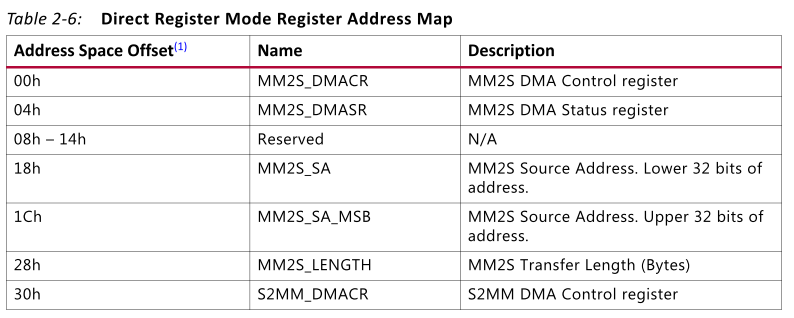 Table 2-6: Direct Register Mode Register Address Map
Address Space Offset(1) Name Description
00h MM2S_DMACR MM2S DMA Control register
04h MM2S_DMASR MM2S DMA Status register
08h – 14h Reserved N/A
18h MM2S_SA MM2S Source Address. Lower 32 bits of
address.
1Ch MM2S_SA_MSB MM2S Source Address. Upper 32 bits of
address.
28h MM2S_LENGTH MM2S Transfer Length (Bytes)
30h S2MM_DMACR S2MM DMA Control register